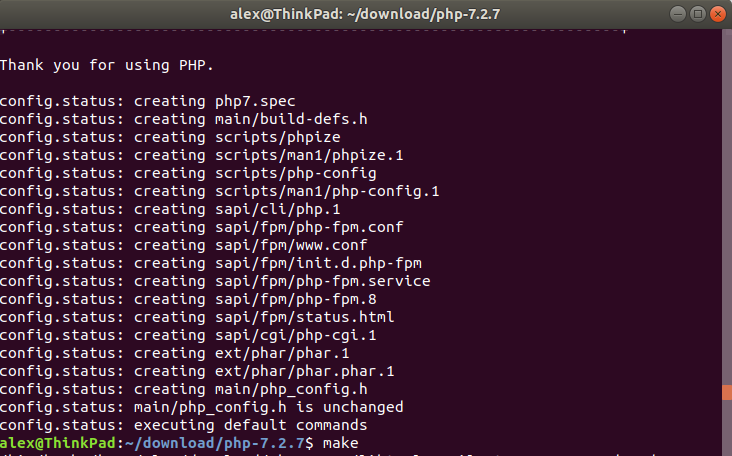 alex@ThinkPad: ~/download/php-7.2.7
Thank you for using PHP.
config.status: creating php7.spec
config.status: creating main/build-defs.h
config.status: creating scripts/phpize
config.status: creating scripts/man1/phpize.1
config.status: creating scripts/php-config
config.status: creating scripts/man1/php-config.1
config.status: creating sapi/cli/php.1
config.status: creating sapi/fpm/php-fpm.conf
config.status: creating sapi/fpm/www.conf
config.status: creating sapi/fpm/init.d.php-fpm
config.status: creating sapi/fpm/php-fpm.service
config.status: creating sapi/fpm/php-fpm.8
config.status: creating sapi/fpm/status.html
config.status: creating sapi/cgi/php-cgi.1
config.status: creating ext/phar/phar.1
config.status: creating ext/phar/phar.phar.1
config.status: creating main/php_config.h
config.status: main/php_config.h is unchanged
config.status: executing default commands
alex@ThinkPad:~/download/php-7.2.7$ make